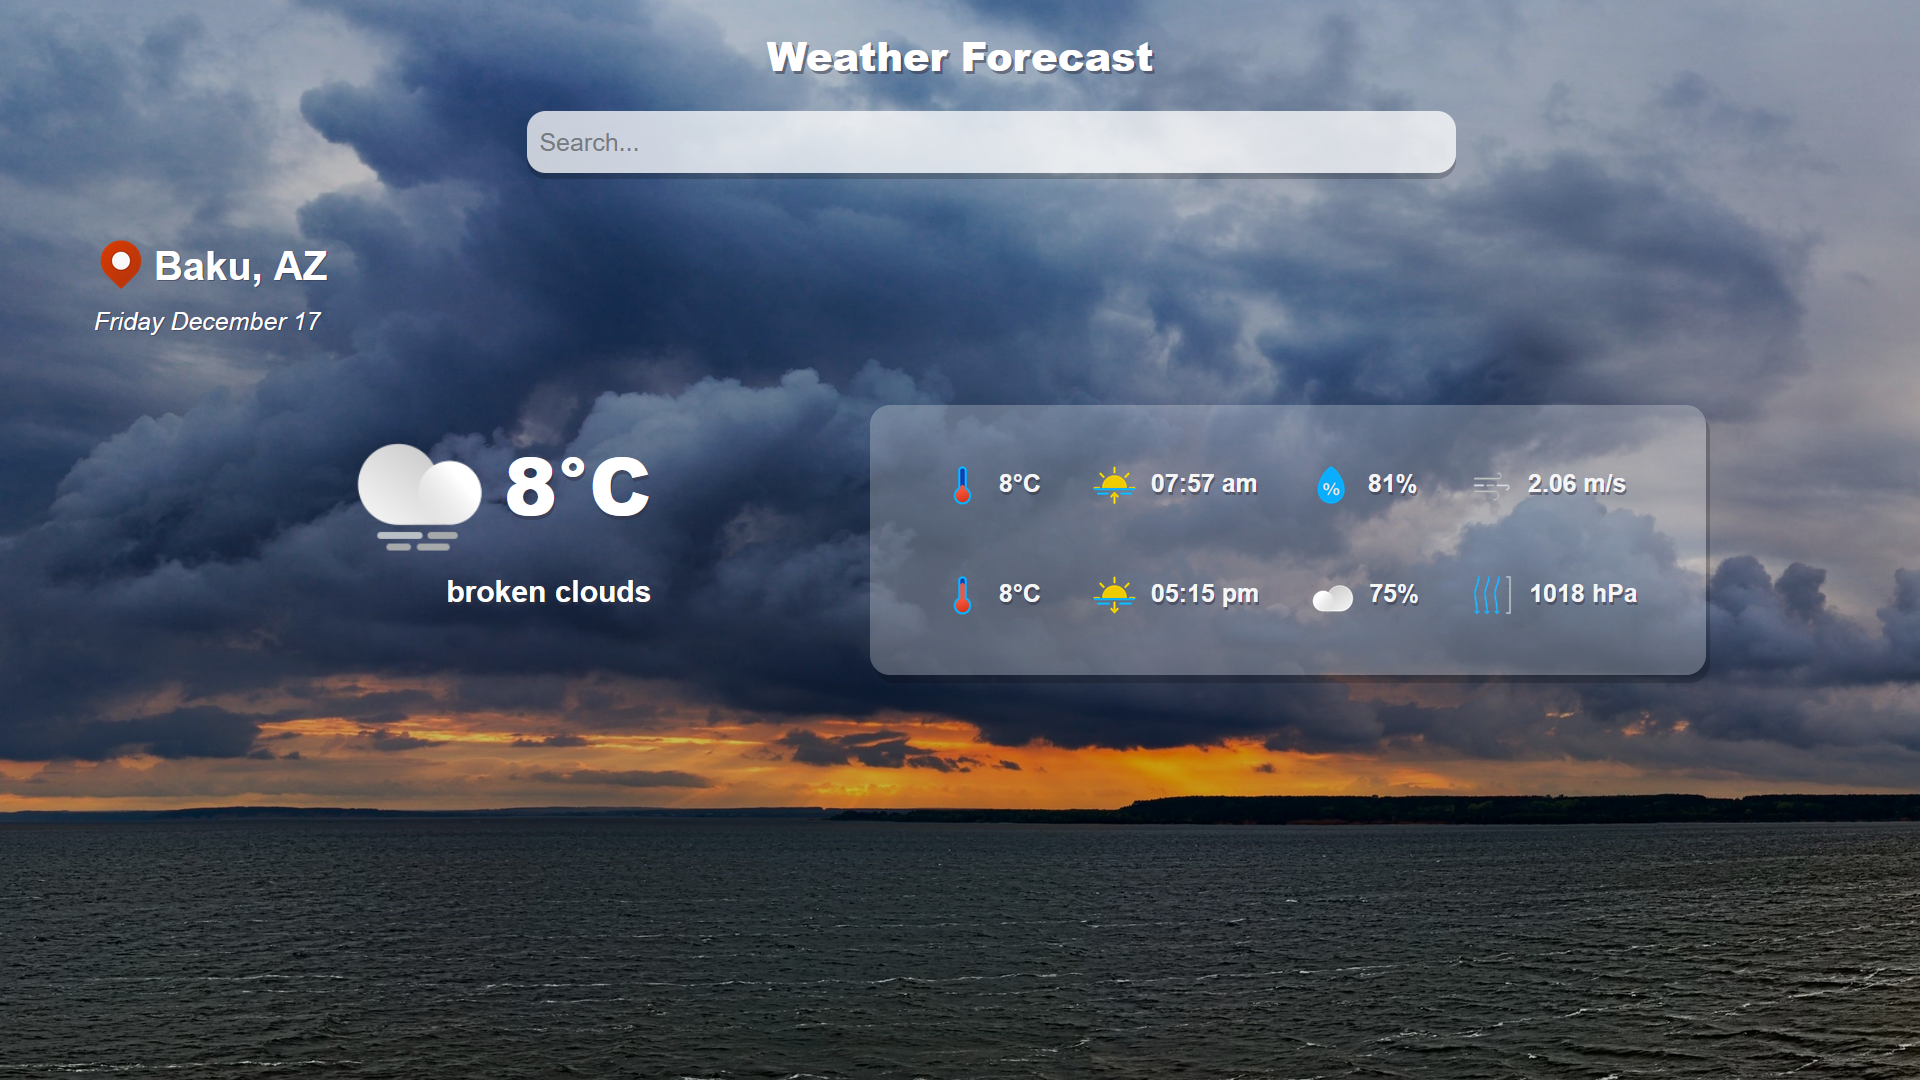 Weather Forecast
Search...
Baku, AZ
Friday December 17
8°C
broken clouds
8°C 07:57 am % 81% 2.06 m/s
8°C 05:15 pm 75% 1018 hPa